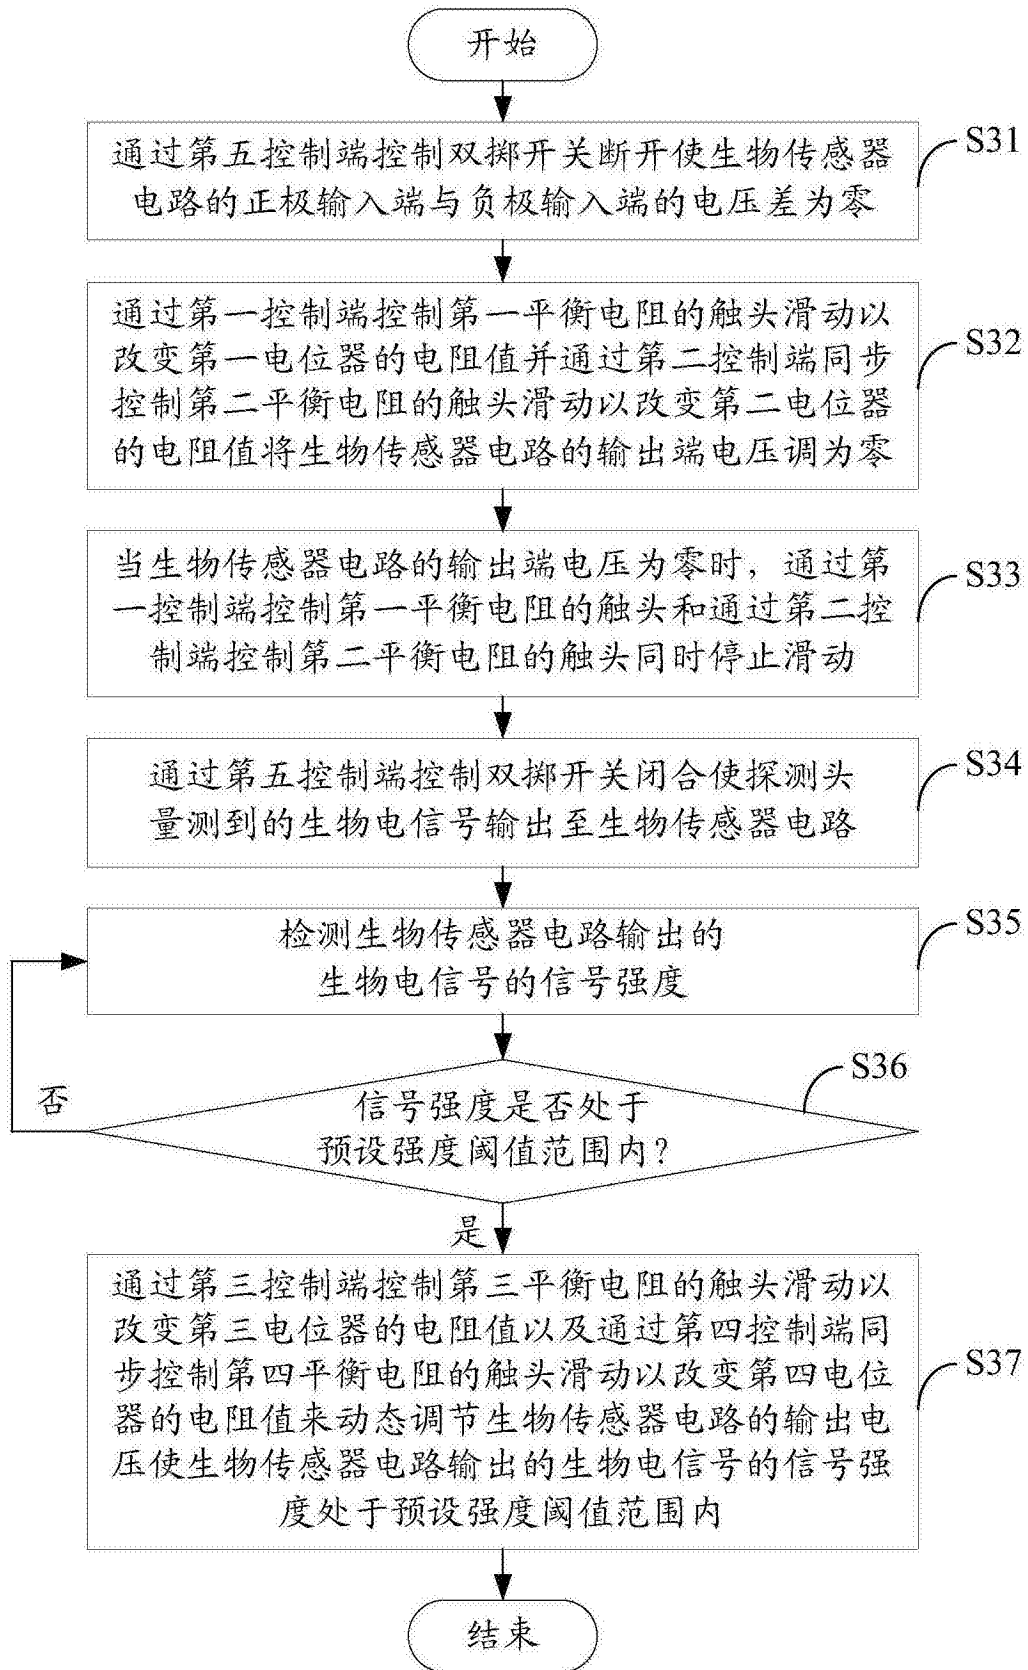 开始
通过第五控制端控制双掷开关断开使生物传感器
电路的正极输入端与负极输入端的电压差为零
S31
通过第一控制端控制第一平衡电阻的触头滑动以
改变第一电位器的电阻值并通过第二控制端同步
控制第二平衡电阻的触头滑动以改变第二电位器
的电阻值将生物传感器电路的输出端电压调为零
S32
当生物传感器电路的输出端电压为零时，通过第
一控制端控制第一平衡电阻的触头和通过第二控
制端控制第二平衡电阻的触头同时停止滑动
S33
通过第五控制端控制双掷开关闭合使探测头
量测到的生物电信号输出至生物传感器电路
S34
检测生物传感器电路输出的
生物电信号的信号强度
S35
信号强度是否处于
预设强度阈值范围内？
S36
否
是
通过第三控制端控制第三平衡电阻的触头滑动以
改变第三电位器的电阻值以及通过第四控制端同
步控制第四平衡电阻的触头滑动以改变第四电位
器的电阻值来动态调节生物传感器电路的输出电
压使生物传感器电路输出的生物电信号的信号强
度处于预设强度阈值范围内
S37
结束